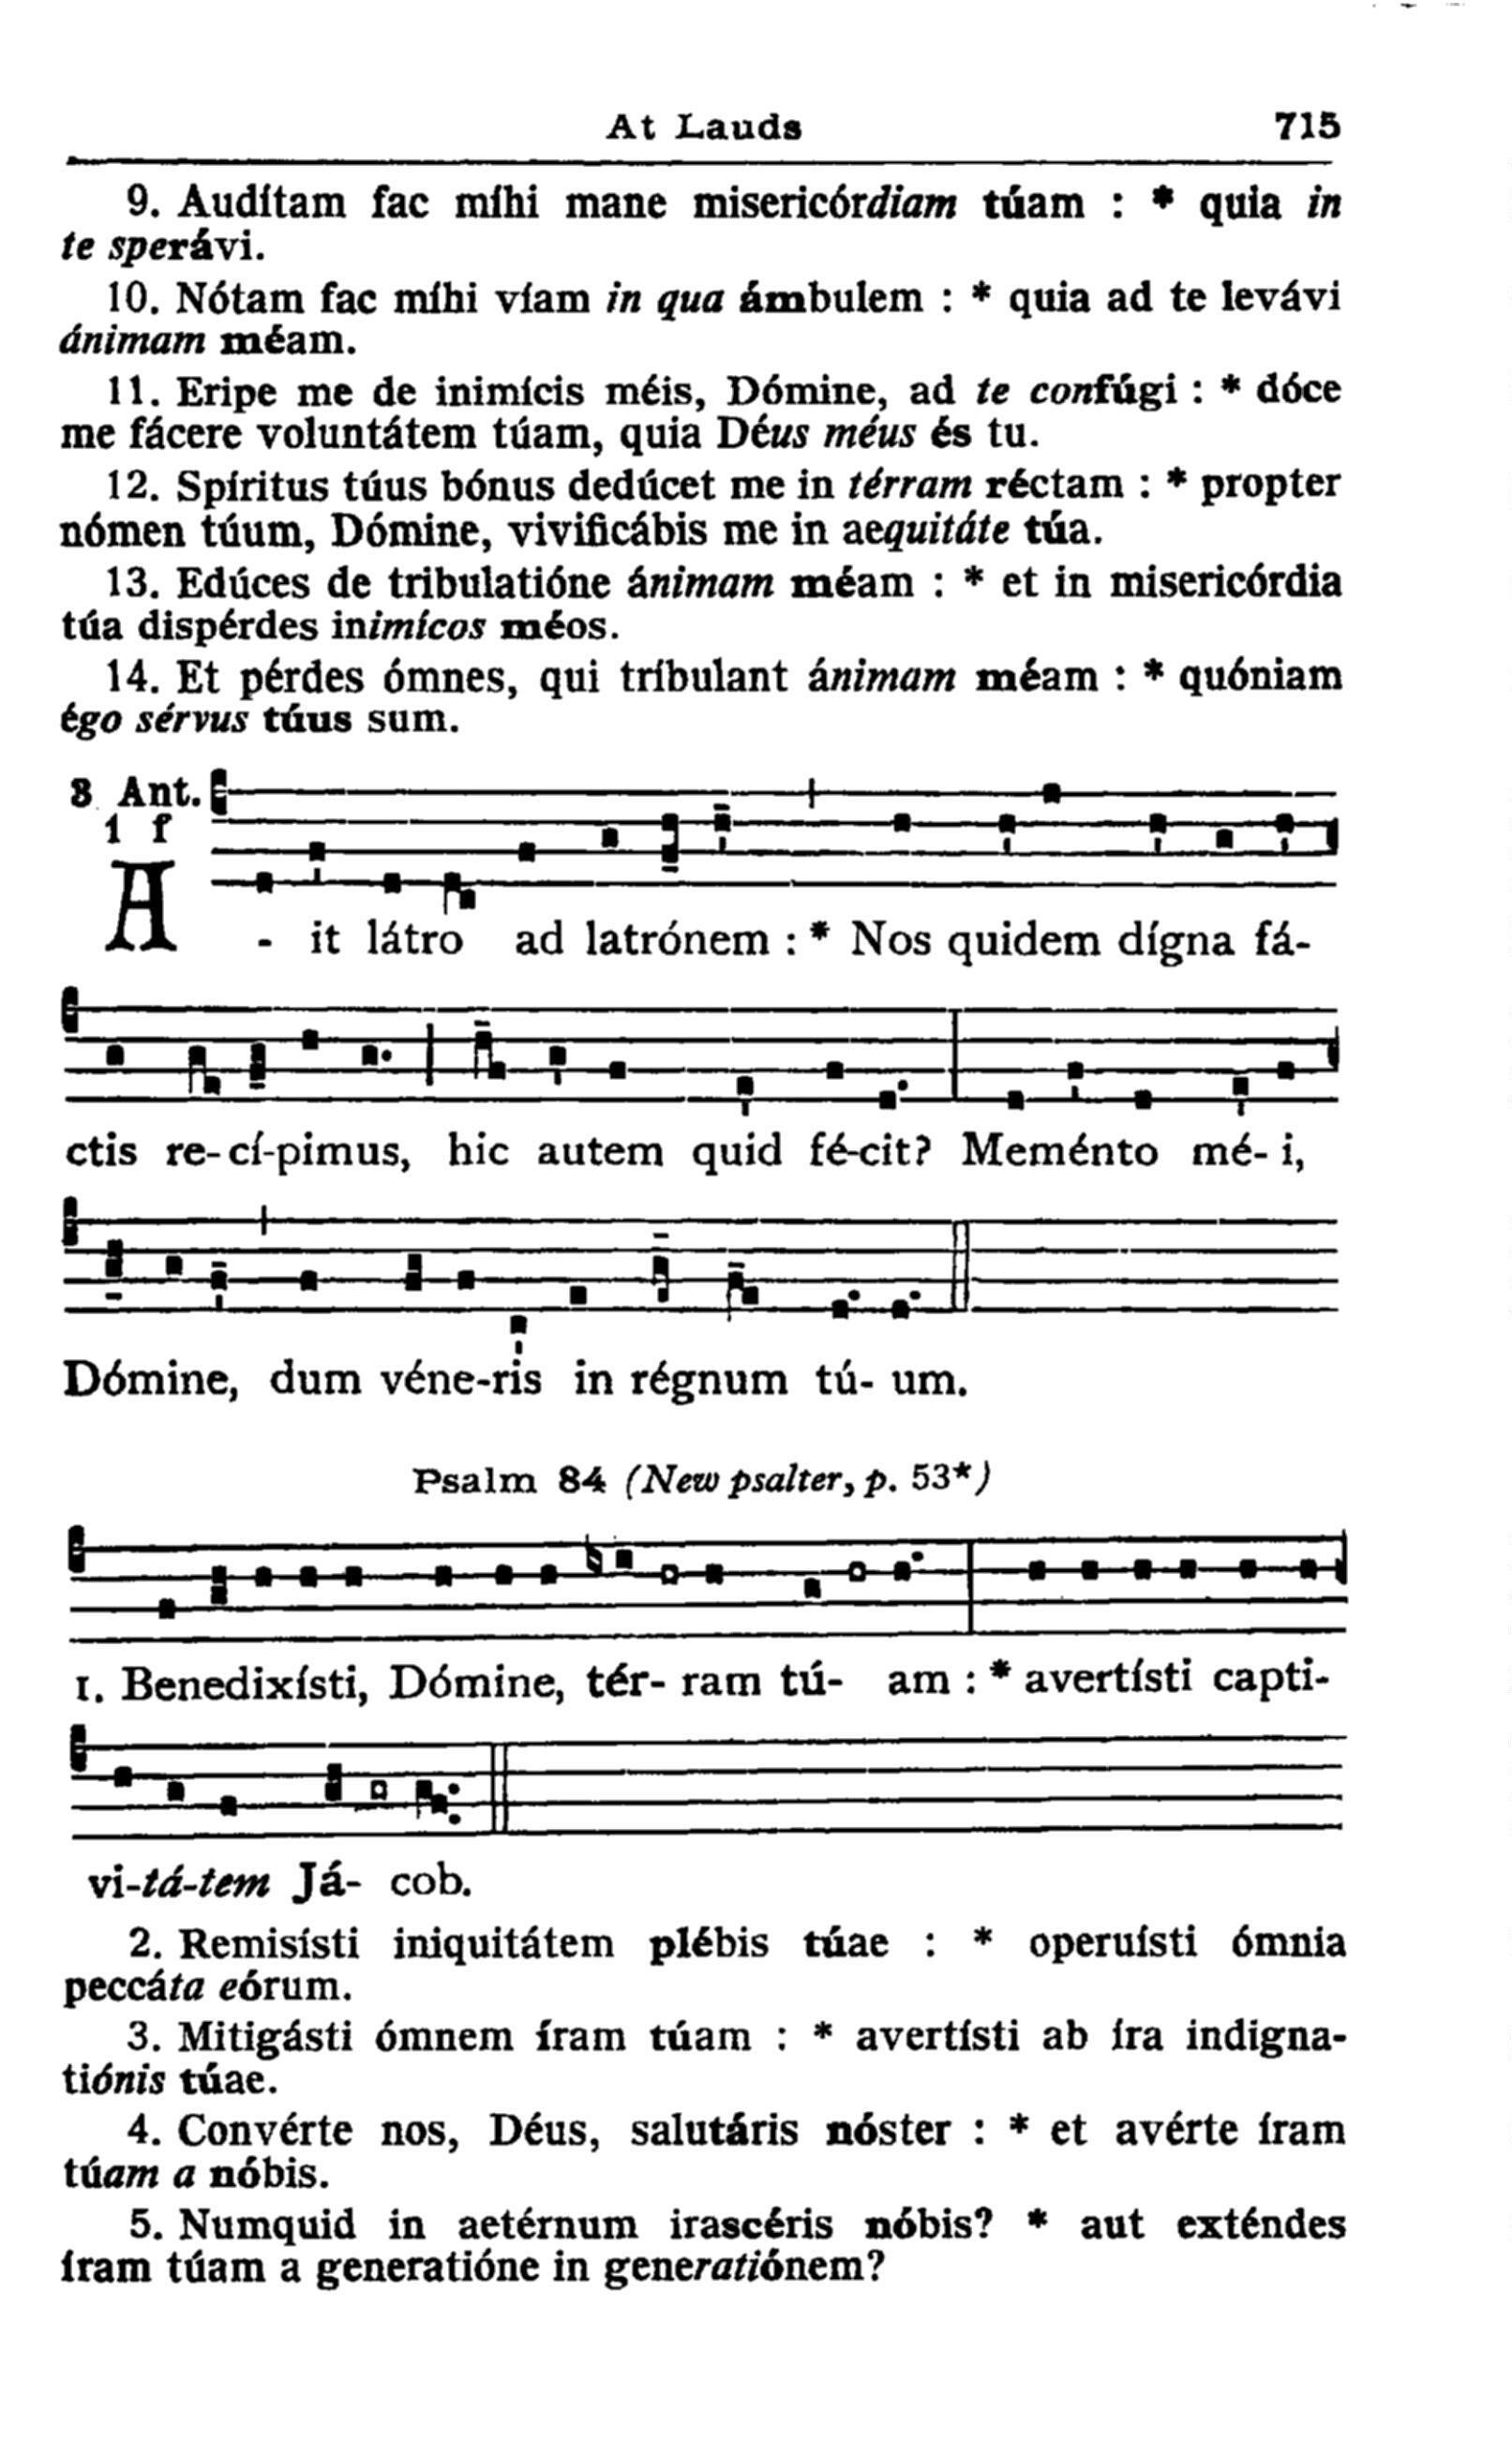 At Lauds 715
9. Audítam fac míhi mane misericórdiam túam : * quia in
te sperávi.
10. Nótam fac míhi víam in qua ámbulem : * quia ad te levávi
ánimam méam.
11. Eripe me de inimícis méis, Dómine, ad te confúgi : * dóce
me fácere voluntátem túam, quia Déus méus és tu.
12. Spíritus túus bónus dedúcet me in térram réctam : * propter
nómen túum, Dómine, vivificábis me in aequitáte túa.
13. Edúces de tribulatióne ánimam méam : * et in misericórdia
túa dispérdes inimícos méos.
14. Et pérdes ómnes, qui tríbulant ánimam méam : * quóniam
égo sérvus túus sum.
3 Ant.
1 f
A - it látro ad latrónem : * Nos quidem dígna fá-
ctis re-cí-pimus, hic autem quid fé-cit? Meménto mé- i,
Dómine, dum véne-ris in régnum tú- um.
Psalm 84 (New psalter, p. 53*)
1. Benedixísti, Dómine, tér- ram tú- am : * avertísti capti-
vi-tá-tem Já- cob.
2. Remisísti iniquitátem plébis túae : * operuísti ómnia
peccáta eórum.
3. Mitigásti ómnem íram túam : * avertísti ab íra indigna-
tiónis túae.
4. Convérte nos, Déus, salutáris nóster : * et avérte íram
túam a nóbis.
5. Numquid in aetérnum irascéris nóbis? * aut exténdes
íram túam a generatióne in generatiónem?